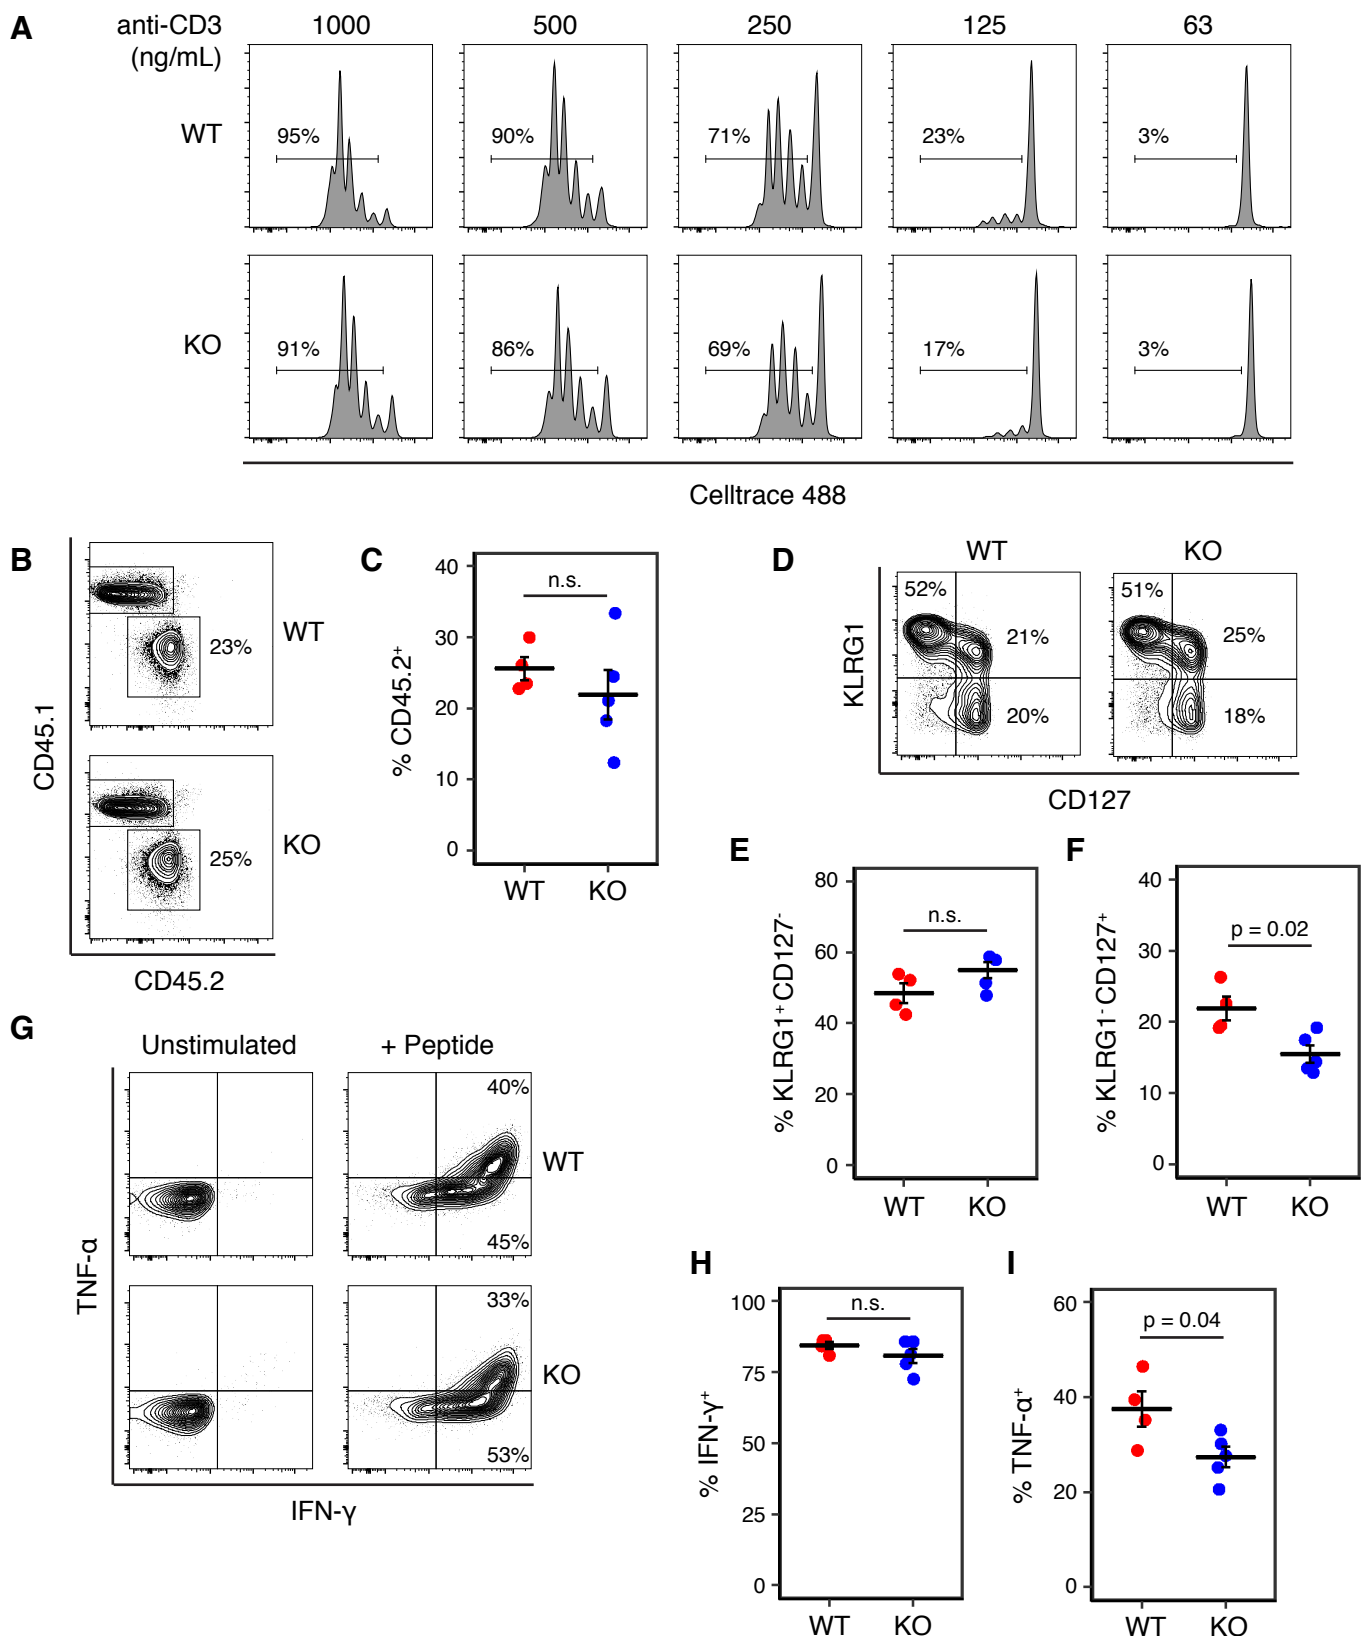 A
anti-CD3
(ng/mL)
1000
500
250
125
63
WT
95%
90%
71%
23%
3%
KO
91%
86%
69%
17%
3%
Celltrace 488
B
CD45.1
23%
WT
25%
KO
CD45.2
C
% CD45.2⁺
40
30
20
10
0
n.s.
WT
KO
D
WT
KO
KLRG1
52%
21%
20%
51%
25%
18%
CD127
E
% KLRG1⁺ CD127⁻
80
60
40
20
0
n.s.
WT
KO
F
% KLRG1⁻ CD127⁺
40
30
20
10
0
p = 0.02
WT
KO
G
Unstimulated
+ Peptide
TNF-α
40%
45%
WT
33%
53%
KO
IFN-γ
H
% IFN-γ⁺
100
75
50
25
0
n.s.
WT
KO
I
% TNF-α⁺
60
40
20
0
p = 0.04
WT
KO